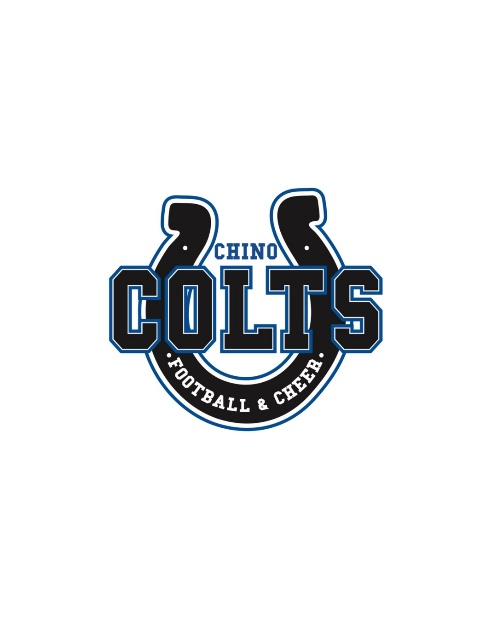 CHINO
COLTS
• FOOTBALL & CHEER •